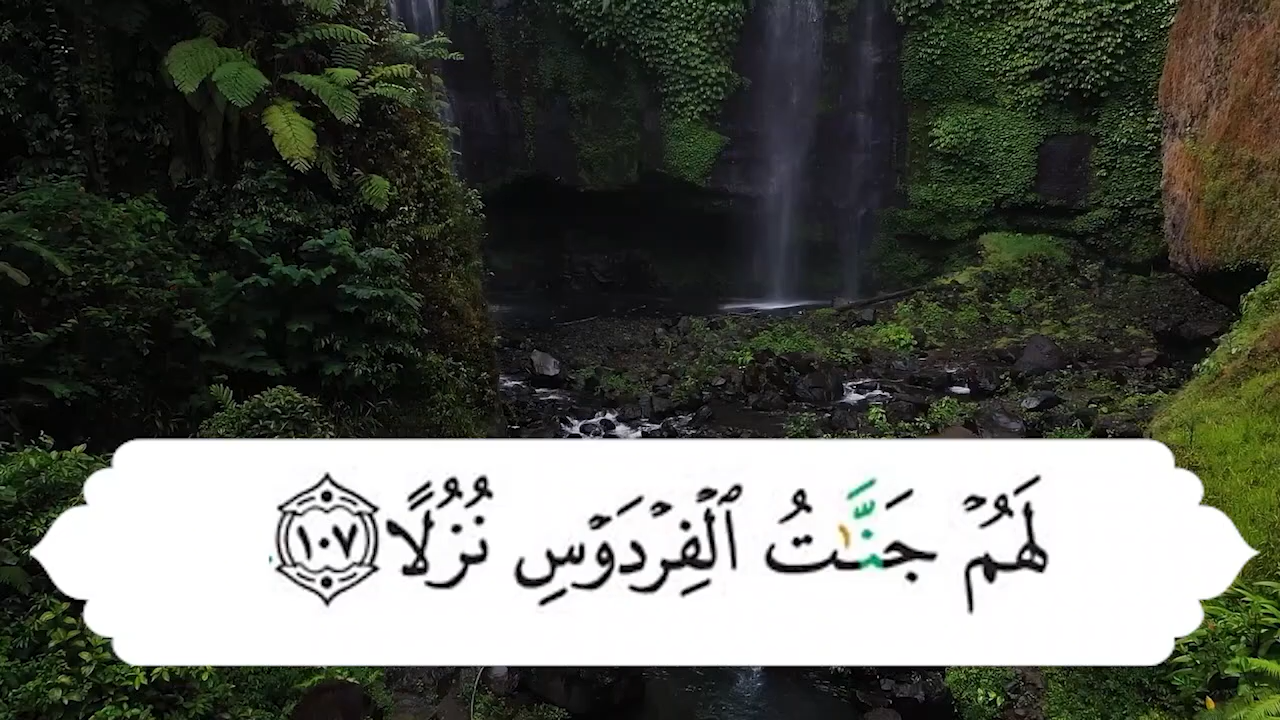 لَهُمۡ جَنَّـٰتُ ٱلۡفِرۡدَوۡسِ نُزُلًا ١٠٧